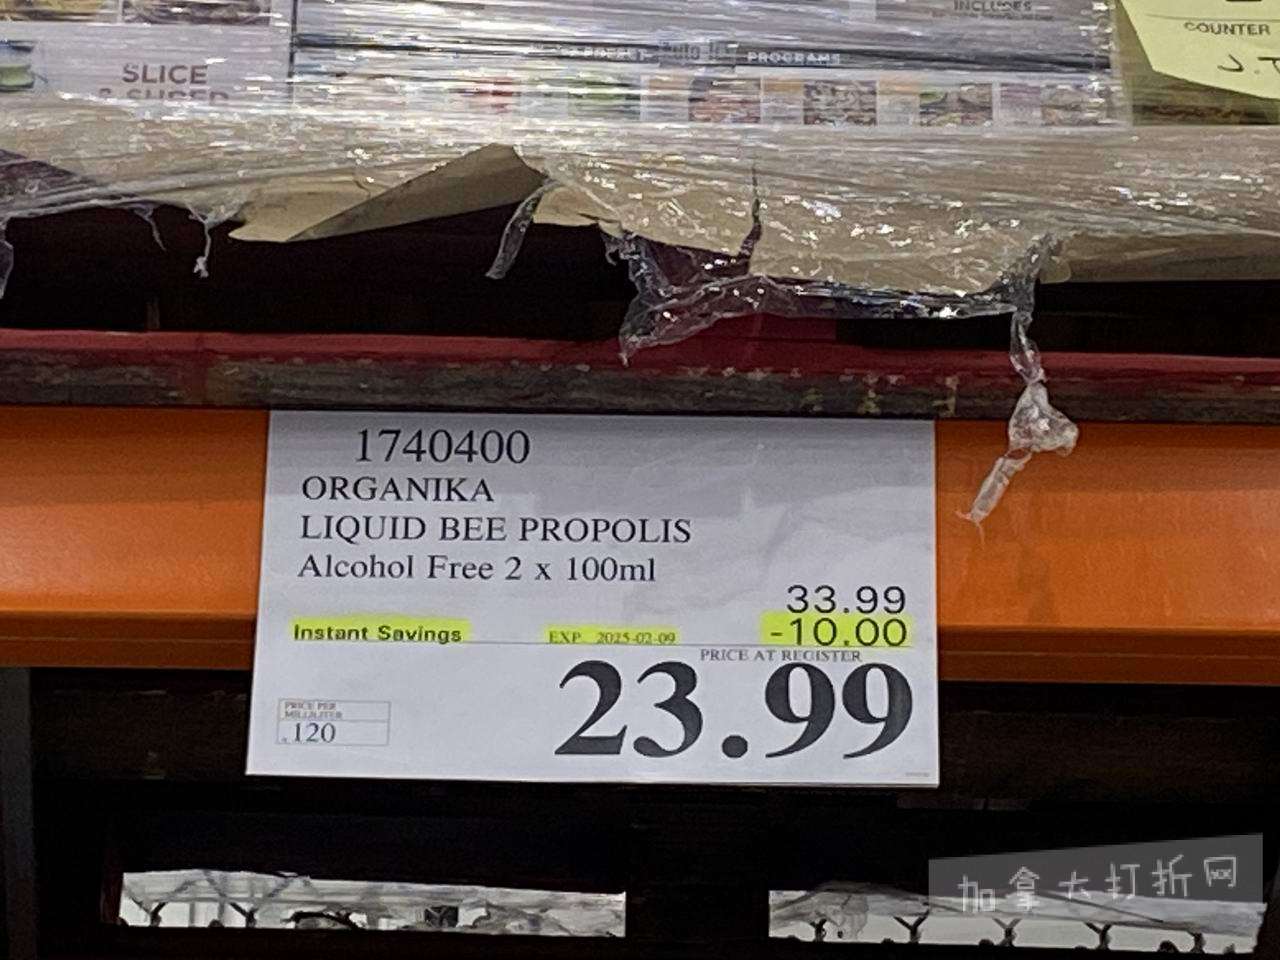 INCLUDES
COUNTER
J.T
PROGRAMS
SLICE
& SHRED
1740400
ORGANIKA
LIQUID BEE PROPOLIS
Alcohol Free 2 x 100ml
33.99
Instant Savings EXP. 2025-02-09 -10.00
PRICE AT REGISTER
23.99
PRICE PER
MILLILITER
.120
加拿大打折网